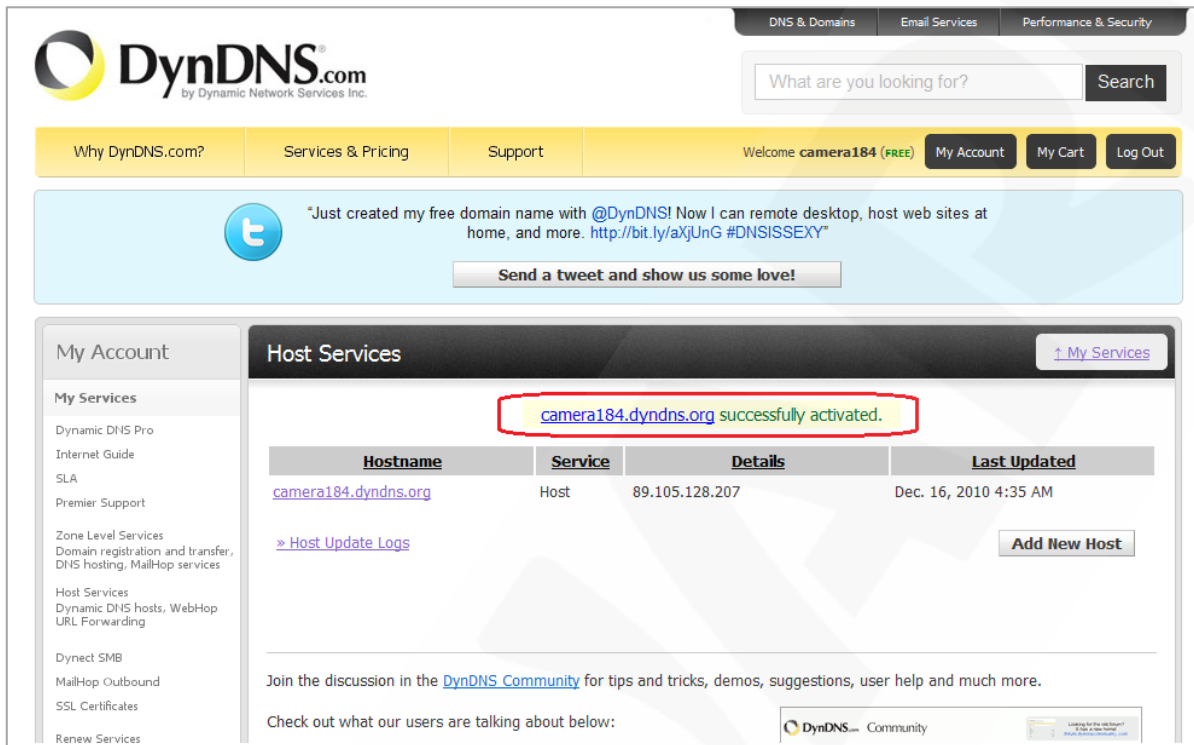 DNS & Domains Email Services Performance & Security
DynDNS.com
by Dynamic Network Services Inc.
What are you looking for? Search
Why DynDNS.com? Services & Pricing Support Welcome camera184 (FREE) My Account My Cart Log Out
“Just created my free domain name with @DynDNS! Now I can remote desktop, host web sites at
home, and more. http://bit.ly/aXjUnG #DNSISSEXY”
Send a tweet and show us some love!
My Account
Host Services
↑ My Services
My Services
Dynamic DNS Pro
Internet Guide
SLA
Premier Support
Zone Level Services
Domain registration and transfer,
DNS hosting, MailHop services
Host Services
Dynamic DNS hosts, WebHop
URL Forwarding
Dynect SMB
MailHop Outbound
SSL Certificates
Renew Services
camera184.dyndns.org successfully activated.
Hostname Service Details Last Updated
camera184.dyndns.org Host 89.105.128.207 Dec. 16, 2010 4:35 AM
» Host Update Logs
Add New Host
Join the discussion in the DynDNS Community for tips and tricks, demos, suggestions, user help and much more.
Check out what our users are talking about below:
DynDNS.com Community